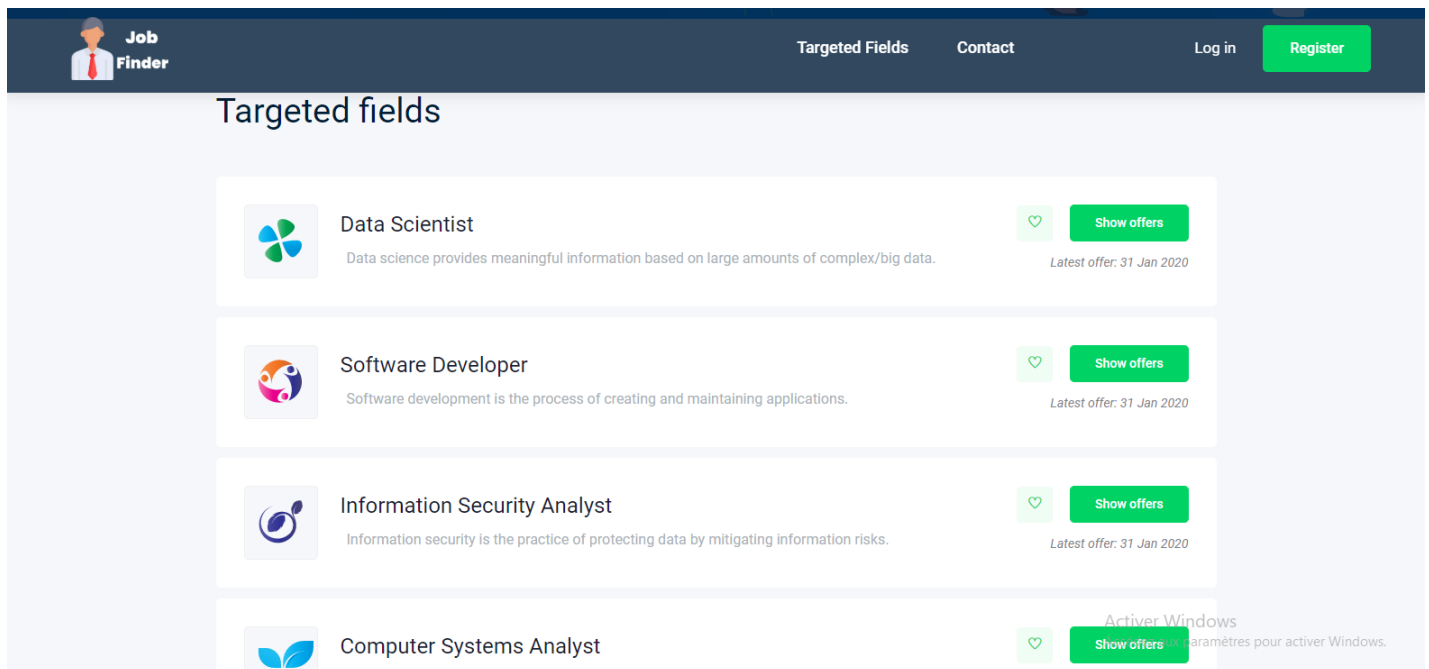 Job
Finder
Targeted Fields
Contact
Log in
Register
Targeted fields
Data Scientist
Show offers
Data science provides meaningful information based on large amounts of complex/big data.
Latest offer: 31 Jan 2020
Software Developer
Show offers
Software development is the process of creating and maintaining applications.
Latest offer: 31 Jan 2020
Information Security Analyst
Show offers
Information security is the practice of protecting data by mitigating information risks.
Latest offer: 31 Jan 2020
Activer Windows
Computer Systems Analyst
Show offers
paramètres pour activer Windows.